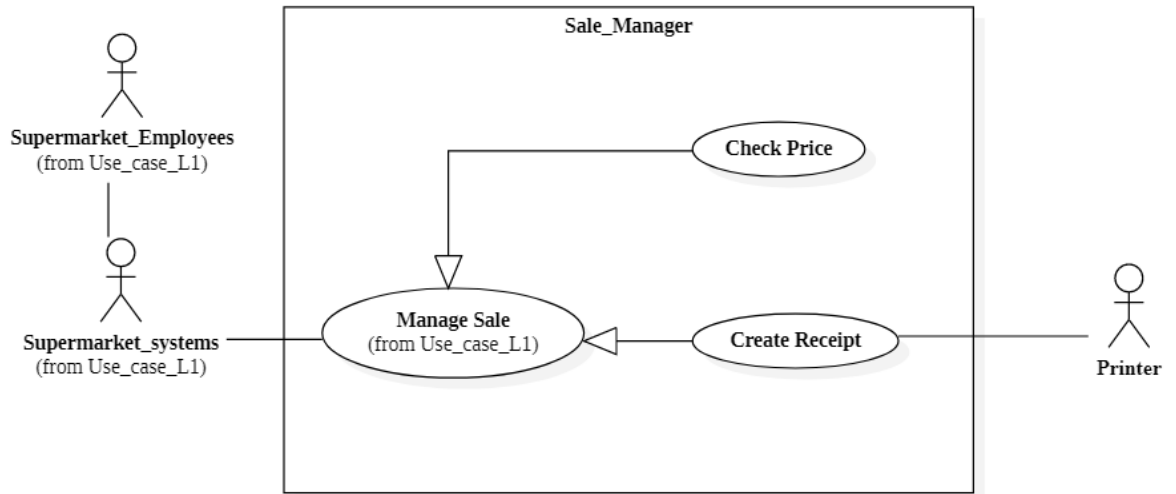 Sale_Manager
Supermarket_Employees
(from Use_case_L1)
Check Price
Supermarket_systems
(from Use_case_L1)
Manage Sale
(from Use_case_L1)
Create Receipt
Printer